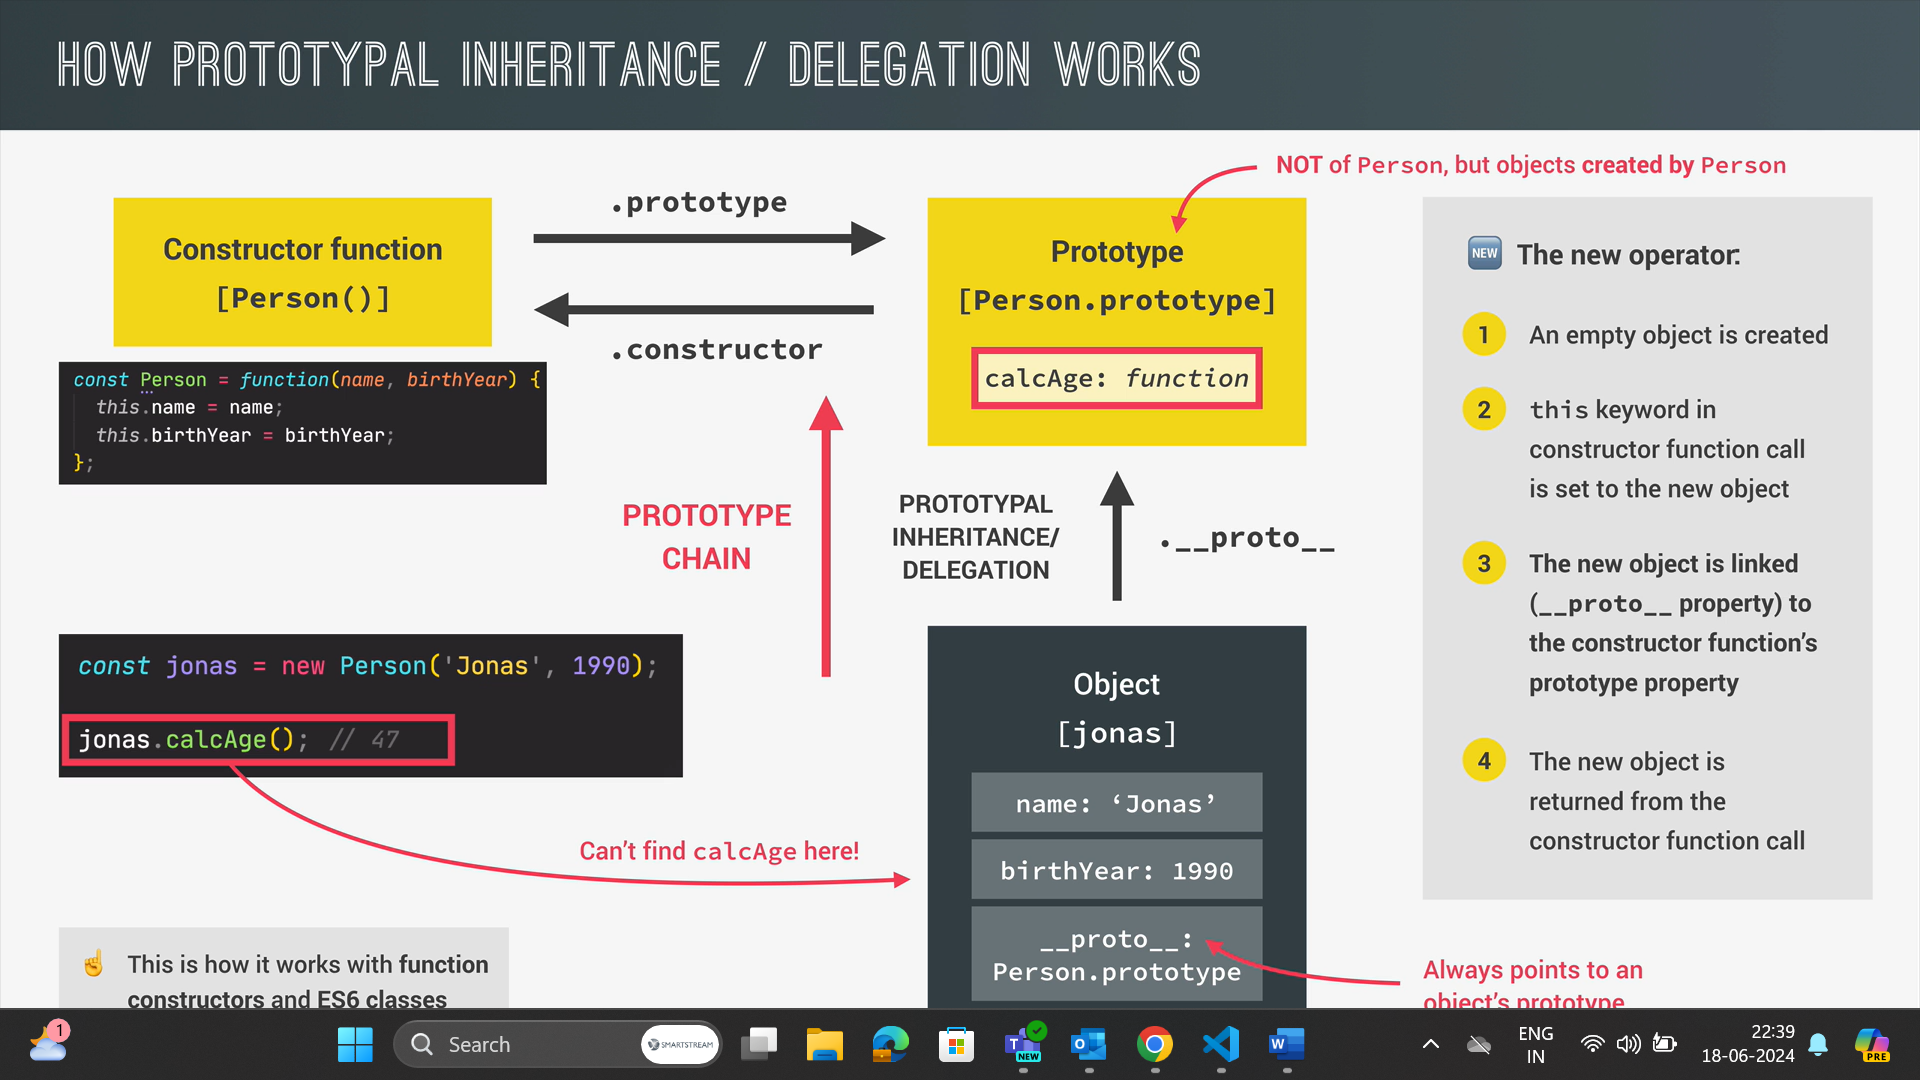 HOW PROTOTYPAL INHERITANCE / DELEGATION WORKS
NOT of Person, but objects created by Person
Constructor function
[Person()]
.prototype
.constructor
Prototype
[Person.prototype]
calcAge: function
const Person = function(name, birthYear) {
this.name = name;
this.birthYear = birthYear;
};
PROTOTYPE
CHAIN
PROTOTYPAL
INHERITANCE/
DELEGATION
.__proto__
const jonas = new Person('Jonas', 1990);
jonas.calcAge(); // 47
Can't find calcAge here!
Object
[jonas]
name: ‘Jonas’
birthYear: 1990
__proto__:
Person.prototype
NEW The new operator:
1 An empty object is created
2 this keyword in
constructor function call
is set to the new object
3 The new object is linked
(__proto__ property) to
the constructor function’s
prototype property
4 The new object is
returned from the
constructor function call
Always points to an
object’s prototype
This is how it works with function
constructors and ES6 classes
1
Search
SMARTSTREAM
T
NEW
O
W
ENG
IN
22:39
18-06-2024
PRE